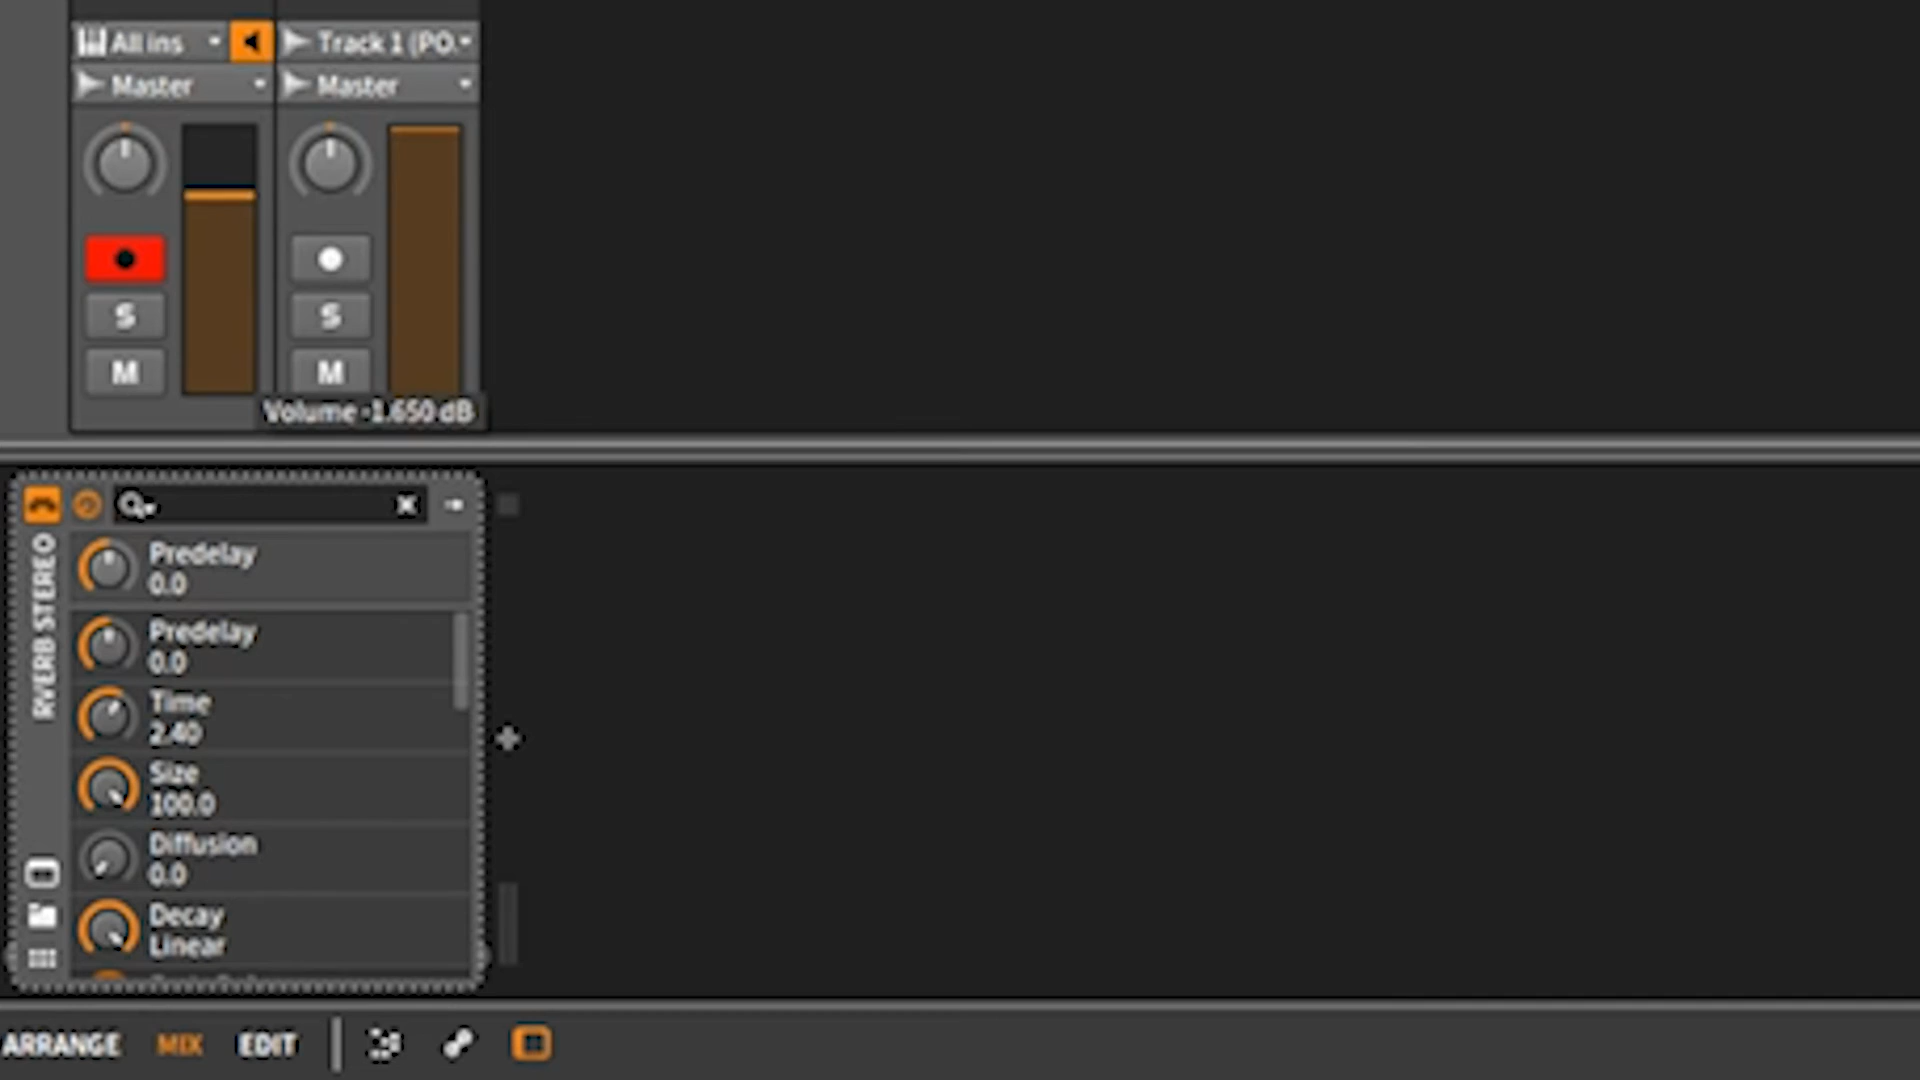 All ins
Track 1 (PO.
Master
Master
S
S
M
M
Volume -1.650 dB
RVERB STEREO
Predelay
0.0
Predelay
0.0
Time
2.40
Size
100.0
Diffusion
0.0
Decay
Linear
ARRANGE MIX EDIT